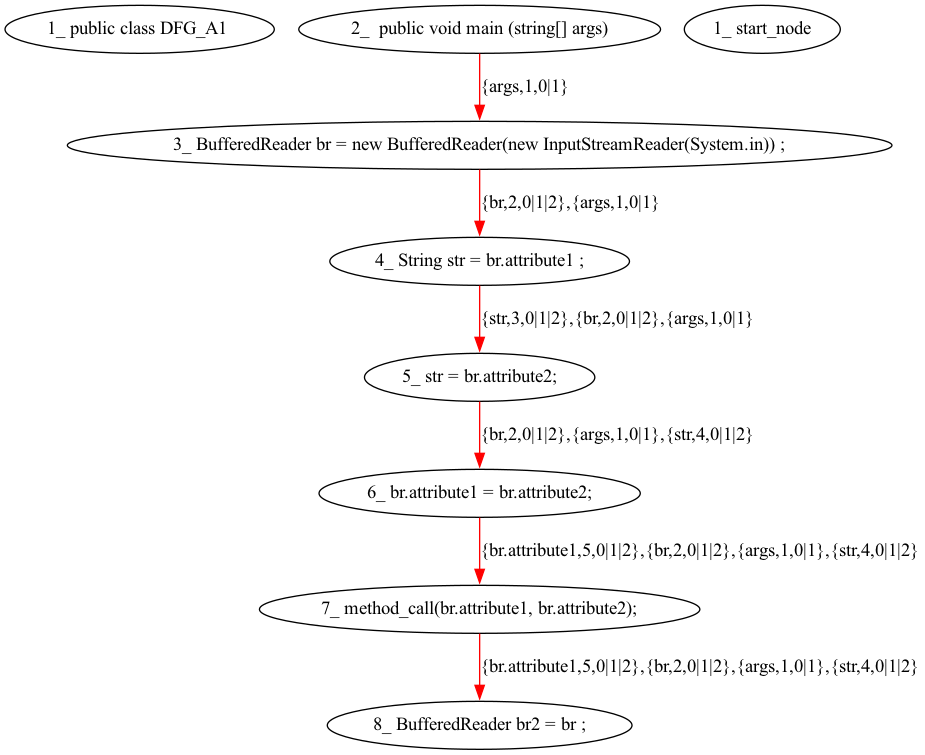 1_ public class DFG_A1
2_  public void main (string[] args)
1_ start_node
{args,1,0|1}
3_ BufferedReader br = new BufferedReader(new InputStreamReader(System.in)) ;
{br,2,0|1|2},{args,1,0|1}
4_ String str = br.attribute1 ;
{str,3,0|1|2},{br,2,0|1|2},{args,1,0|1}
5_ str = br.attribute2;
{br,2,0|1|2},{args,1,0|1},{str,4,0|1|2}
6_ br.attribute1 = br.attribute2;
{br.attribute1,5,0|1|2},{br,2,0|1|2},{args,1,0|1},{str,4,0|1|2}
7_ method_call(br.attribute1, br.attribute2);
{br.attribute1,5,0|1|2},{br,2,0|1|2},{args,1,0|1},{str,4,0|1|2}
8_ BufferedReader br2 = br ;